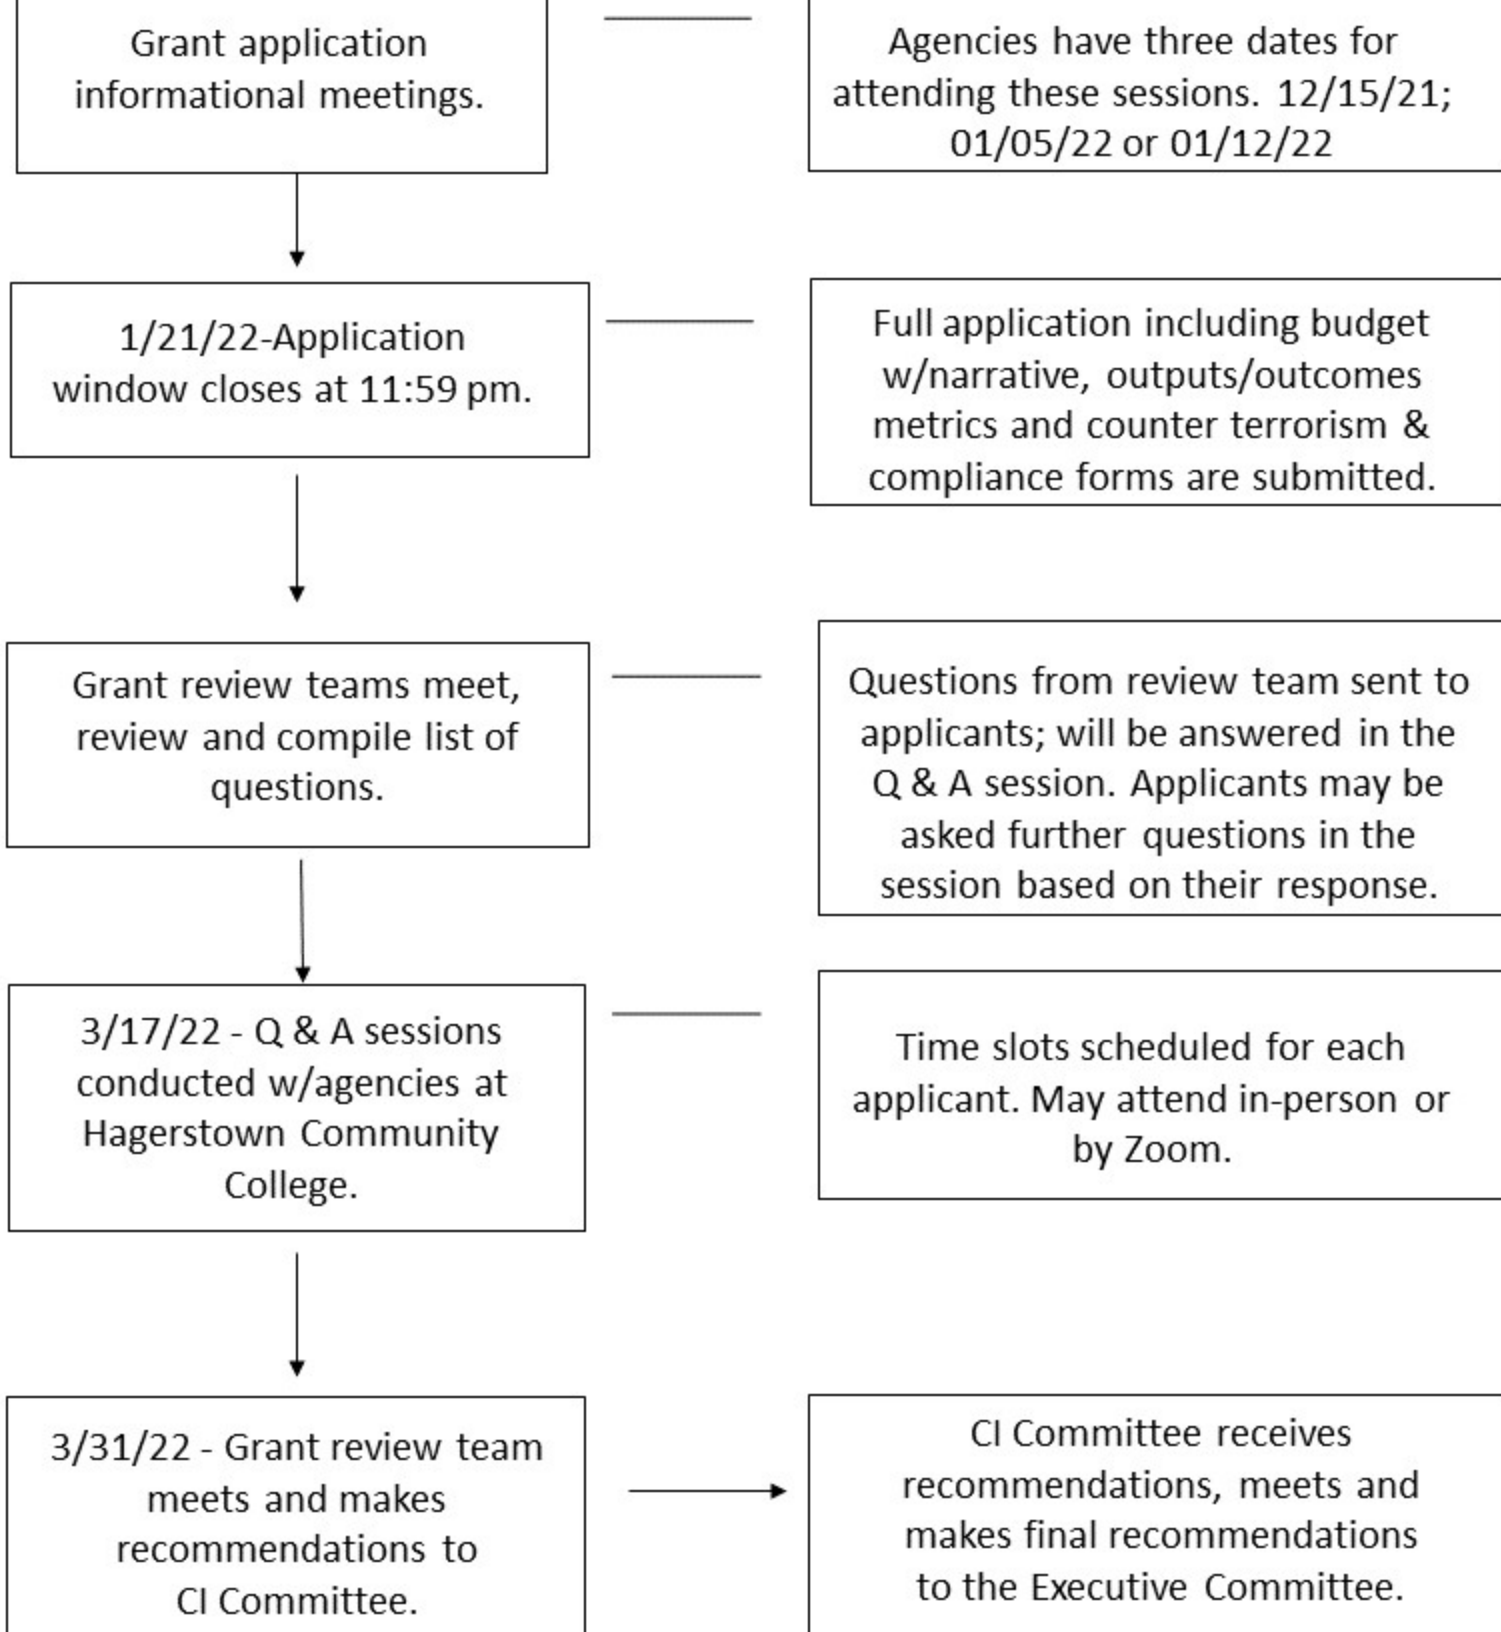 Grant application
informational meetings.
Agencies have three dates for
attending these sessions. 12/15/21;
01/05/22 or 01/12/22
1/21/22-Application
window closes at 11:59 pm.
Full application including budget
w/narrative, outputs/outcomes
metrics and counter terrorism &
compliance forms are submitted.
Grant review teams meet,
review and compile list of
questions.
Questions from review team sent to
applicants; will be answered in the
Q & A session. Applicants may be
asked further questions in the
session based on their response.
3/17/22 - Q & A sessions
conducted w/agencies at
Hagerstown Community
College.
Time slots scheduled for each
applicant. May attend in-person or
by Zoom.
3/31/22 - Grant review team
meets and makes
recommendations to
CI Committee.
CI Committee receives
recommendations, meets and
makes final recommendations
to the Executive Committee.